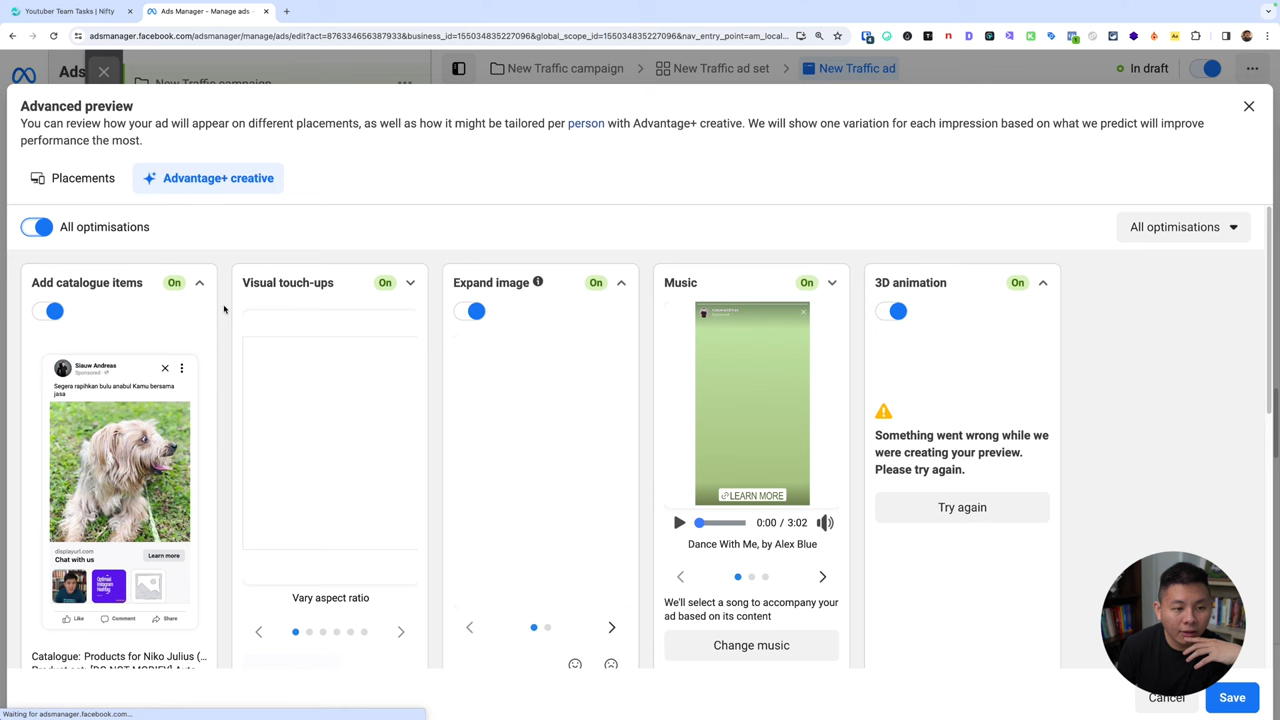 Youtuber Team Tasks | Nifty
Ads Manager - Manage ads
adsmanager.facebook.com/adsmanager/manage/ads/edit?act=876334656387933&business_id=155034835227096&global_scope_id=155034835227096&nav_entry_point=am_local...
Ads
New Traffic campaign
New Traffic campaign
New Traffic ad set
New Traffic ad
In draft
Advanced preview
You can review how your ad will appear on different placements, as well as how it might be tailored per person with Advantage+ creative. We will show one variation for each impression based on what we predict will improve
performance the most.
Placements
Advantage+ creative
All optimisations
All optimisations
Add catalogue items
On
Siauw Andreas
Sponsored
Segera rapihkan bulu anabul Kamu bersama
jasa
displayurl.com
Chat with us
Learn more
Like
Comment
Share
Catalogue: Products for Niko Julius (...
Visual touch-ups
On
Vary aspect ratio
Expand image
On
Music
On
LEARN MORE
0:00 / 3:02
Dance With Me, by Alex Blue
We'll select a song to accompany your
ad based on its content
Change music
3D animation
On
Something went wrong while we
were creating your preview.
Please try again.
Try again
Cancel
Save
Waiting for adsmanager.facebook.com...